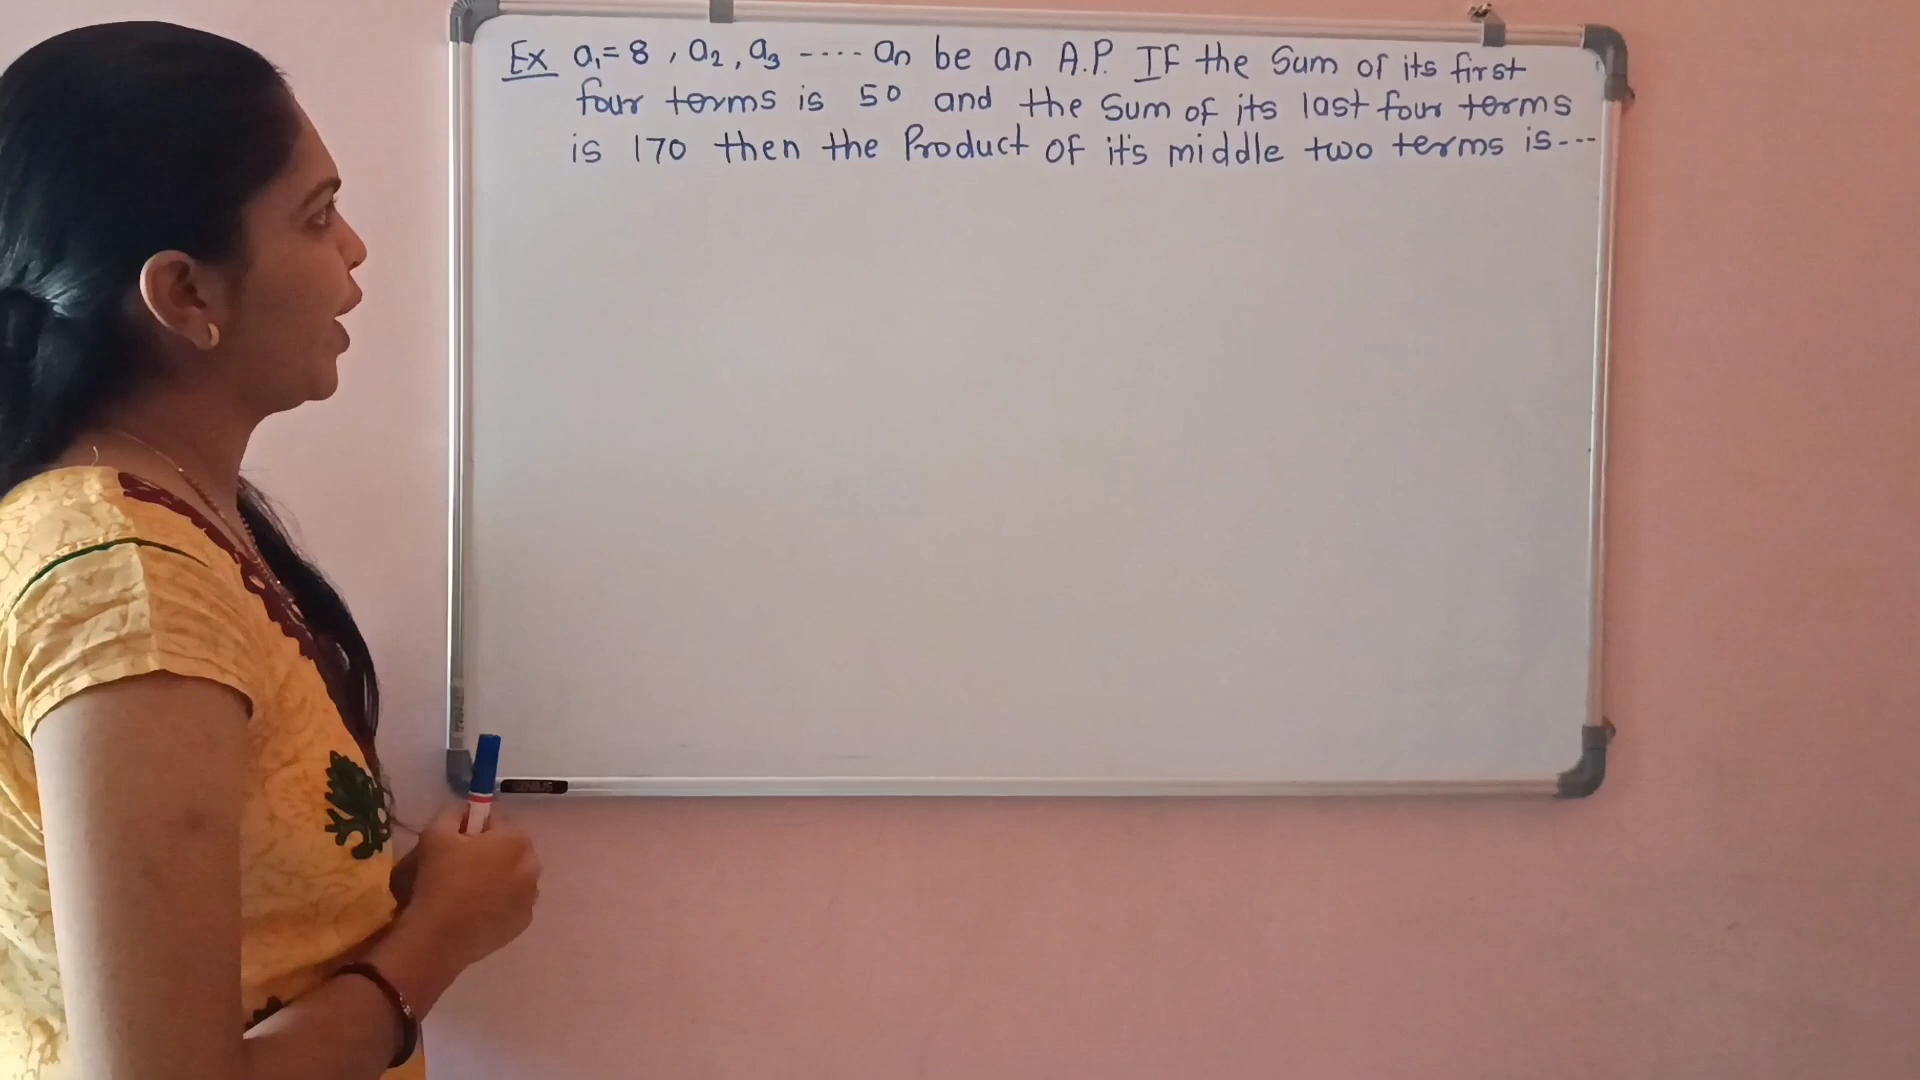 Ex a₁=8, a₂, a₃ ---- an be an A.P. If the Sum of its first
four terms is 50 and the sum of its last four terms
is 170 then the Product of it's middle two terms is---
GENIUS